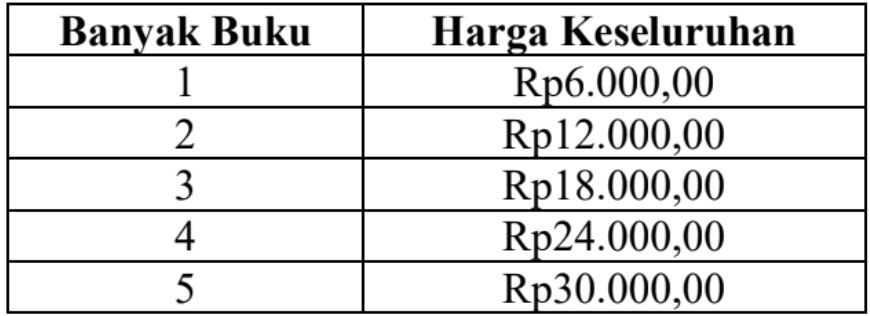 Banyak Buku Harga Keseluruhan
1 Rp6.000,00
2 Rp12.000,00
3 Rp18.000,00
4 Rp24.000,00
5 Rp30.000,00